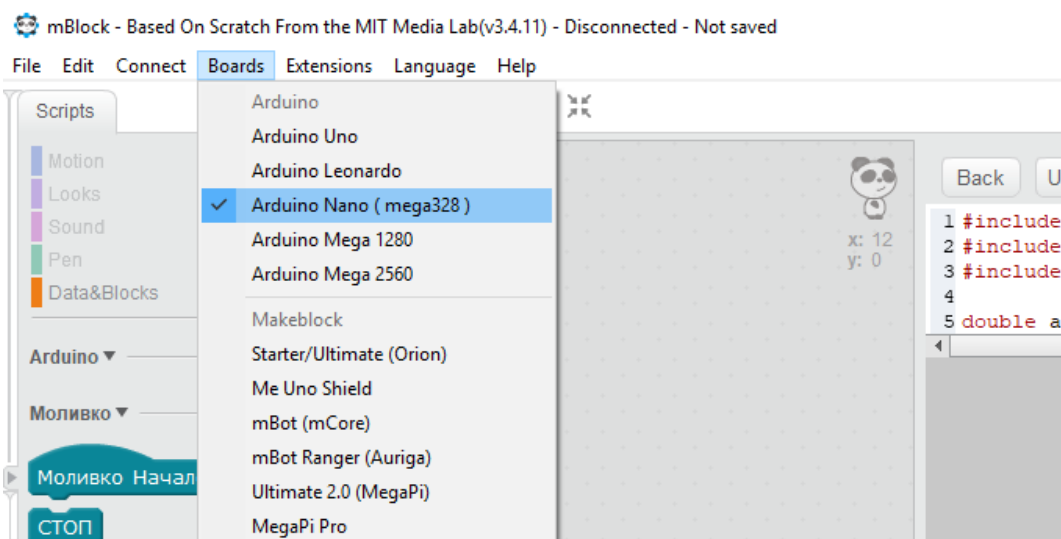 mBlock - Based On Scratch From the MIT Media Lab(v3.4.11) - Disconnected - Not saved
File Edit Connect Boards Extensions Language Help
Scripts
Motion
Looks
Sound
Pen
Data&Blocks
Arduino
Моливко
Моливко Начал
СТОП
Arduino
Arduino Uno
Arduino Leonardo
Arduino Nano ( mega328 )
Arduino Mega 1280
Arduino Mega 2560
Makeblock
Starter/Ultimate (Orion)
Me Uno Shield
mBot (mCore)
mBot Ranger (Auriga)
Ultimate 2.0 (MegaPi)
MegaPi Pro
x: 12
y: 0
Back U
1 #include
2 #include
3 #include
4
5 double a